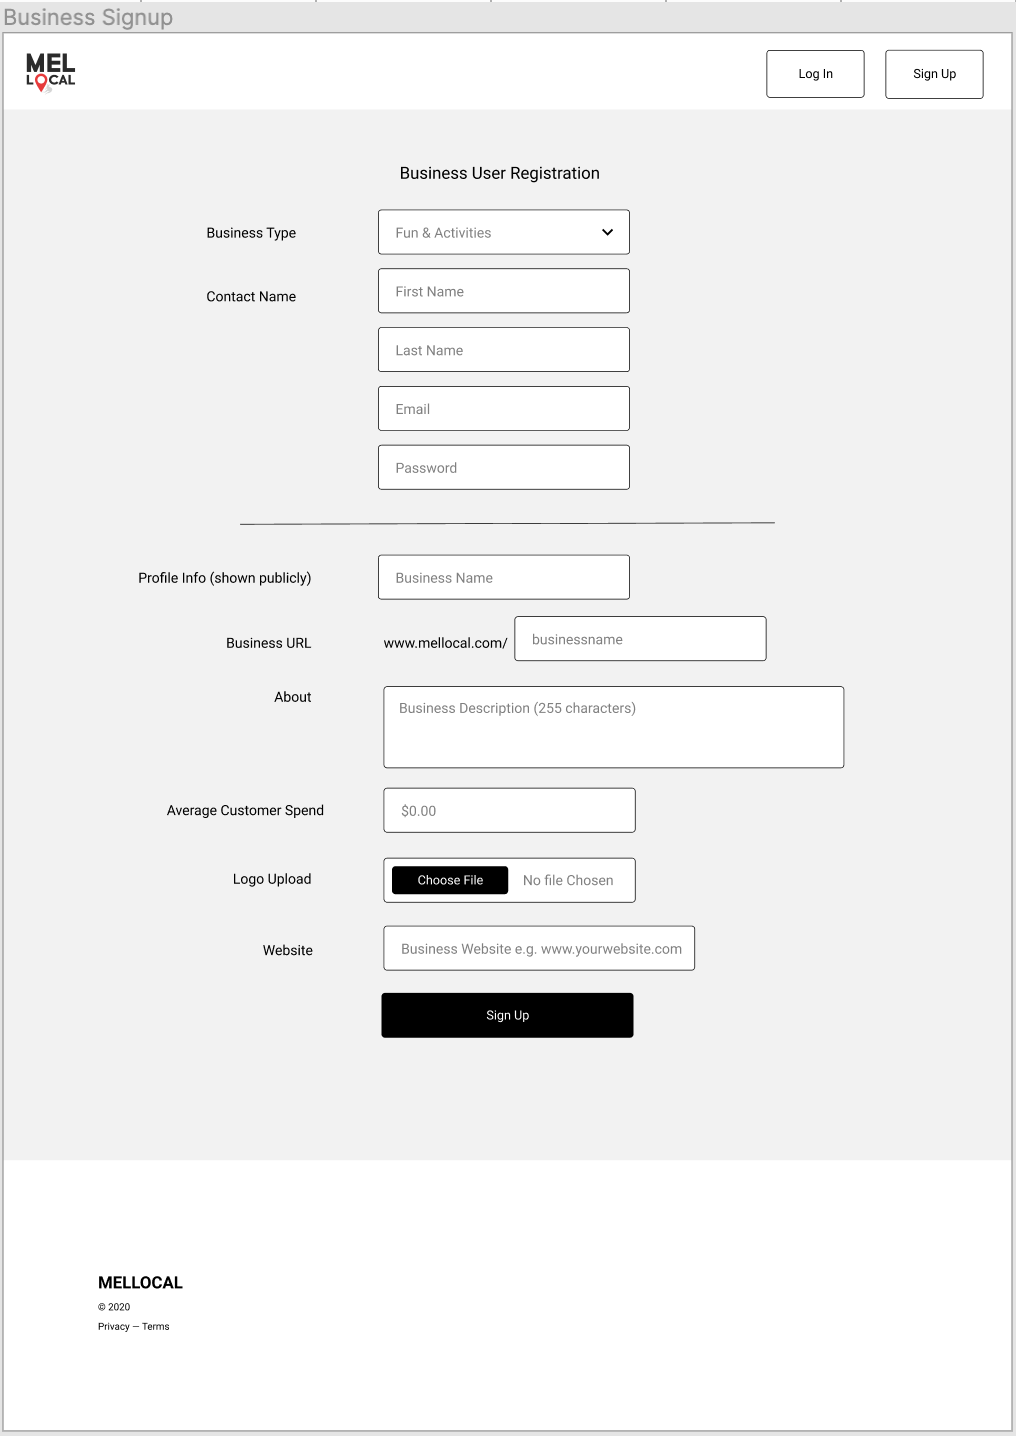 Business Signup
MEL
LOCAL
Log In
Sign Up
Business User Registration
Business Type
Fun & Activities
Contact Name
First Name
Last Name
Email
Password
Profile Info (shown publicly)
Business Name
Business URL
www.mellocal.com/
businessname
About
Business Description (255 characters)
Average Customer Spend
$0.00
Logo Upload
Choose File
No file Chosen
Website
Business Website e.g. www.yourwebsite.com
Sign Up
MELLOCAL
© 2020
Privacy — Terms